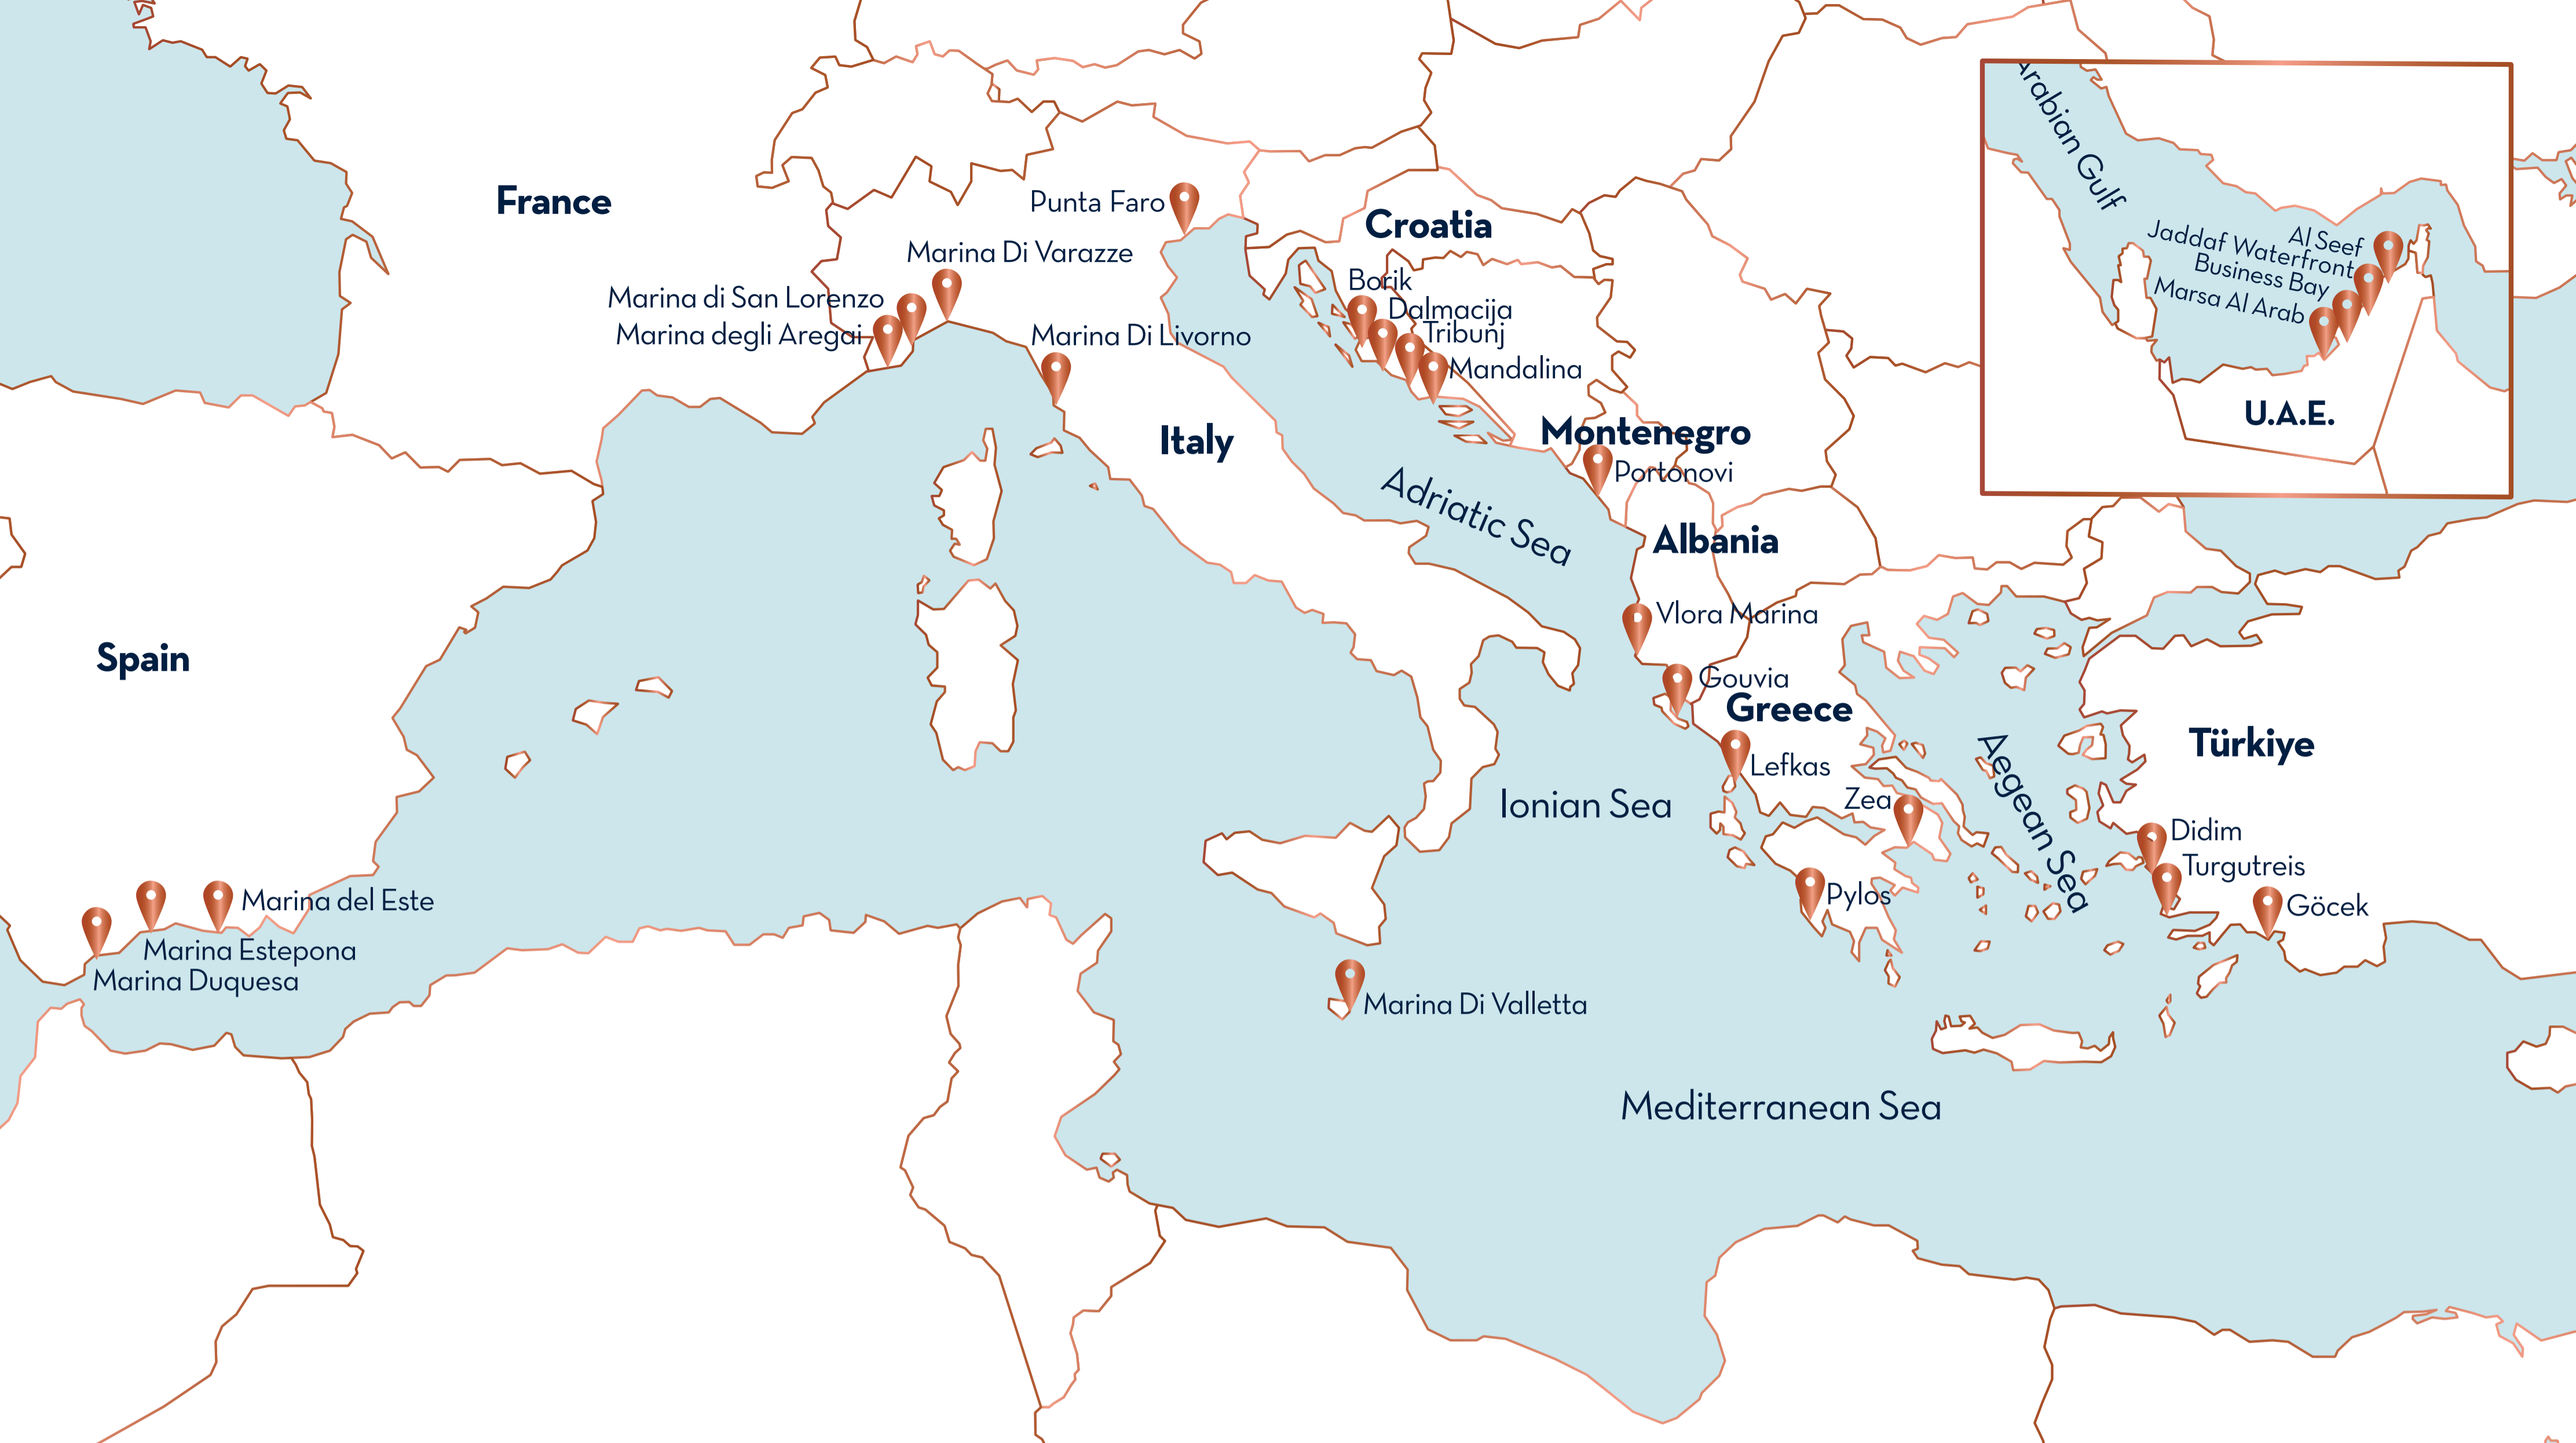 France
Punta Faro
Croatia
Marina Di Varazze
Marina di San Lorenzo
Marina degli Aregai
Marina Di Livorno
Borik
Dalmacija
Tribunj
Mandalina
Italy
Montenegro
Portonovi
Adriatic Sea
Albania
Vlora Marina
Spain
Gouvia
Greece
Lefkas
Ionian Sea
Zea
Pylos
Aegean Sea
Türkiye
Didim
Turgutreis
Göcek
Marina del Este
Marina Estepona
Marina Duquesa
Marina Di Valletta
Mediterranean Sea
Arabian Gulf
Al Seef
Jaddaf Waterfront
Business Bay
Marsa Al Arab
U.A.E.